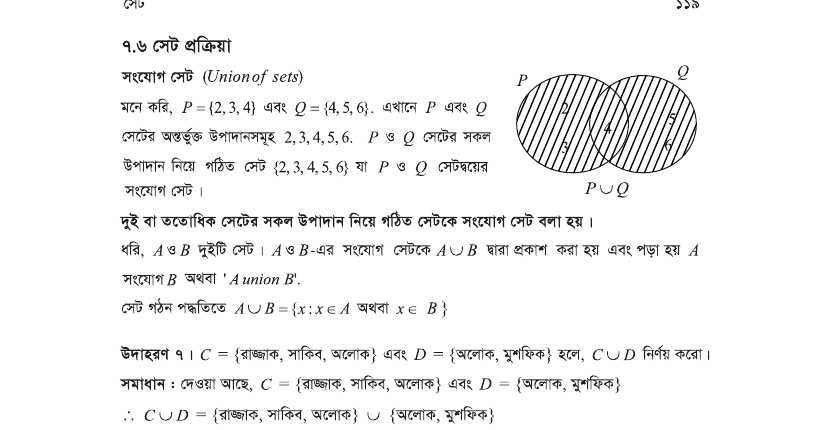 সেট ১১৯
৭.৬ সেট প্রক্রিয়া
সংযোগ সেট (Union of sets)
মনে করি, P = {2, 3, 4} এবং Q = {4, 5, 6}. এখানে P এবং Q
সেটের অন্তর্ভুক্ত উপাদানসমূহ 2, 3, 4, 5, 6. P ও Q সেটের সকল
উপাদান নিয়ে গঠিত সেট {2, 3, 4, 5, 6} যা P ও Q সেটদ্বয়ের
সংযোগ সেট ।
P Q
2 5
4
3 6
P ∪ Q
দুই বা ততোধিক সেটের সকল উপাদান নিয়ে গঠিত সেটকে সংযোগ সেট বলা হয় ।
ধরি, A ও B দুইটি সেট । A ও B -এর সংযোগ সেটকে A ∪ B দ্বারা প্রকাশ করা হয় এবং পড়া হয় A
সংযোগ B অথবা ' A union B'.
সেট গঠন পদ্ধতিতে A ∪ B = {x : x ∈ A অথবা x ∈ B }
উদাহরণ ৭ । C = {রাজ্জাক, সাকিব, অলোক} এবং D = {অলোক, মুশফিক} হলে, C ∪ D নির্ণয় করো।
সমাধান : দেওয়া আছে, C = {রাজ্জাক, সাকিব, অলোক} এবং D = {অলোক, মুশফিক}
∴ C ∪ D = {রাজ্জাক, সাকিব, অলোক} ∪ {অলোক, মুশফিক}